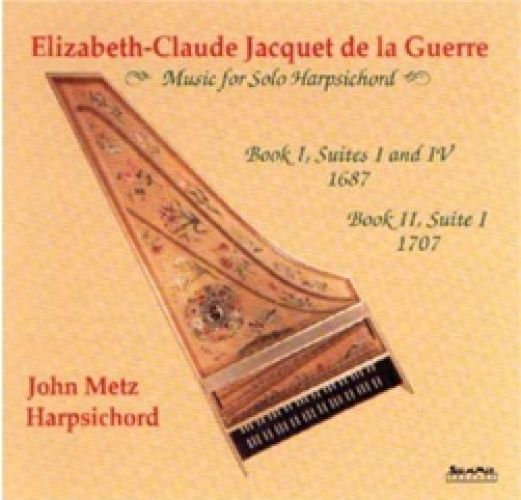 Elizabeth-Claude Jacquet de la Guerre
Music for Solo Harpsichord
Book I, Suites I and IV
1687
Book II, Suite I
1707
John Metz
Harpsichord